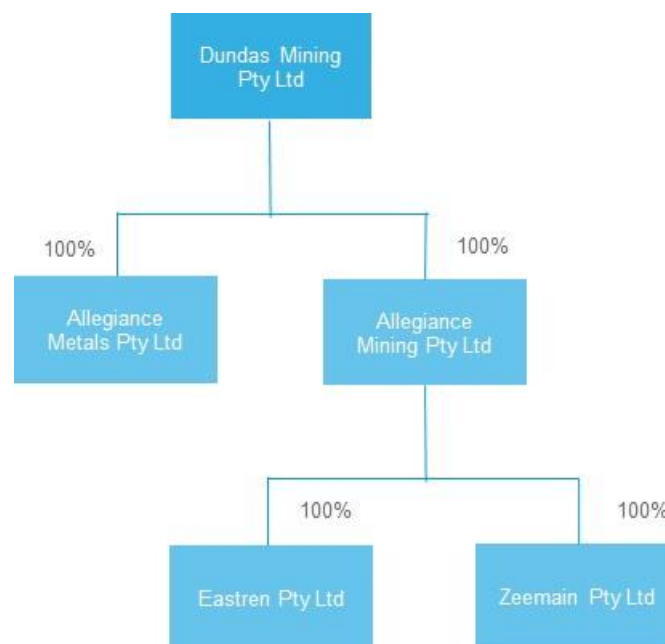 Dundas Mining
Pty Ltd
100%
100%
Allegiance
Metals Pty Ltd
Allegiance
Mining Pty Ltd
100%
100%
Eastren Pty Ltd
Zeemain Pty Ltd